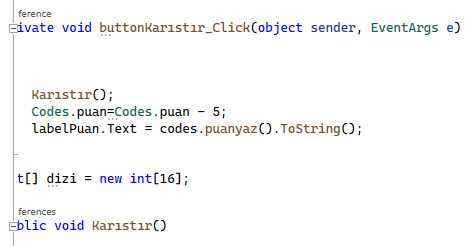 ference
ivate void buttonKarıstır_Click(object sender, EventArgs e)
Karıstır();
Codes.puan=Codes.puan - 5;
labelPuan.Text = codes.puanyaz().ToString();
t[] dizi = new int[16];
ferences
blic void Karıstır()